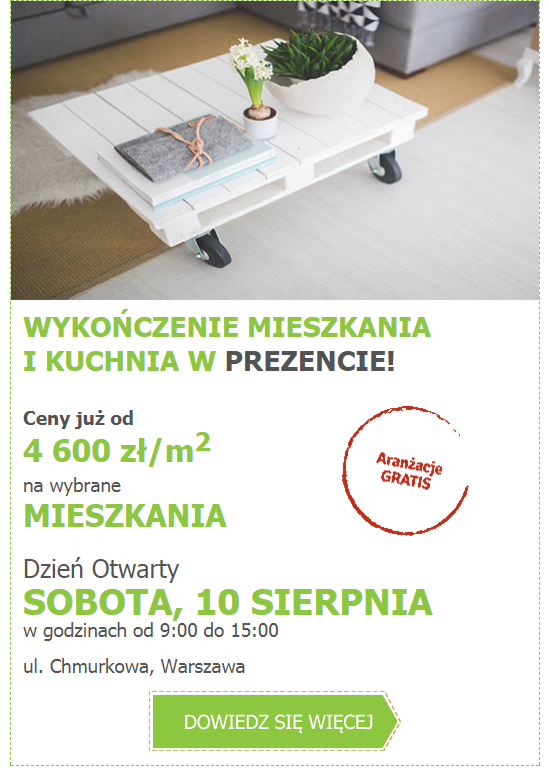 WYKOŃCZENIE MIESZKANIA
I KUCHNIA W PREZENCIE!
Ceny już od
4 600 zł/m²
na wybrane
MIESZKANIA
Aranżacje
GRATIS
Dzień Otwarty
SOBOTA, 10 SIERPNIA
w godzinach od 9:00 do 15:00
ul. Chmurkowa, Warszawa
DOWIEDZ SIĘ WIĘCEJ